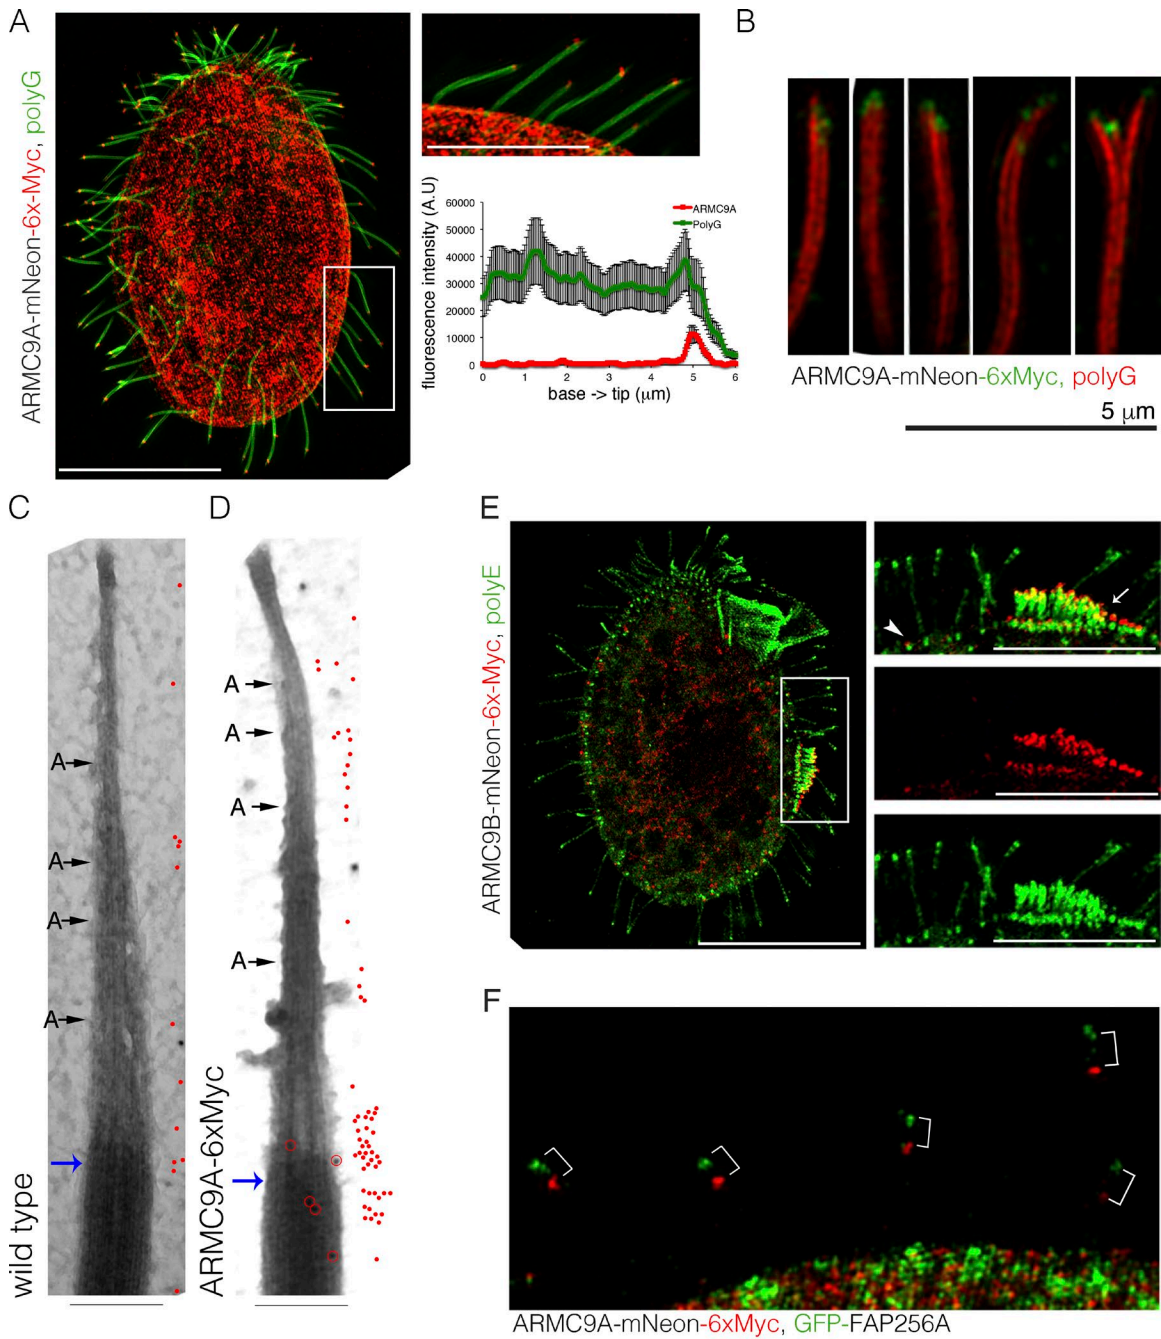 A
ARMC9A-mNeon-6x-Myc, polyG
fluorescence intensity (A.U)
60000
50000
40000
30000
20000
10000
0
ARMC9A
PolyG
0 1 2 3 4 5 6
base -> tip (μm)
B
ARMC9A-mNeon-6xMyc, polyG
5 μm
C
A
A
A
A
wild type
D
A
A
A
A
ARMC9A-6xMyc
E
ARMC9B-mNeon-6x-Myc, polyE
F
ARMC9A-mNeon-6xMyc, GFP-FAP256A